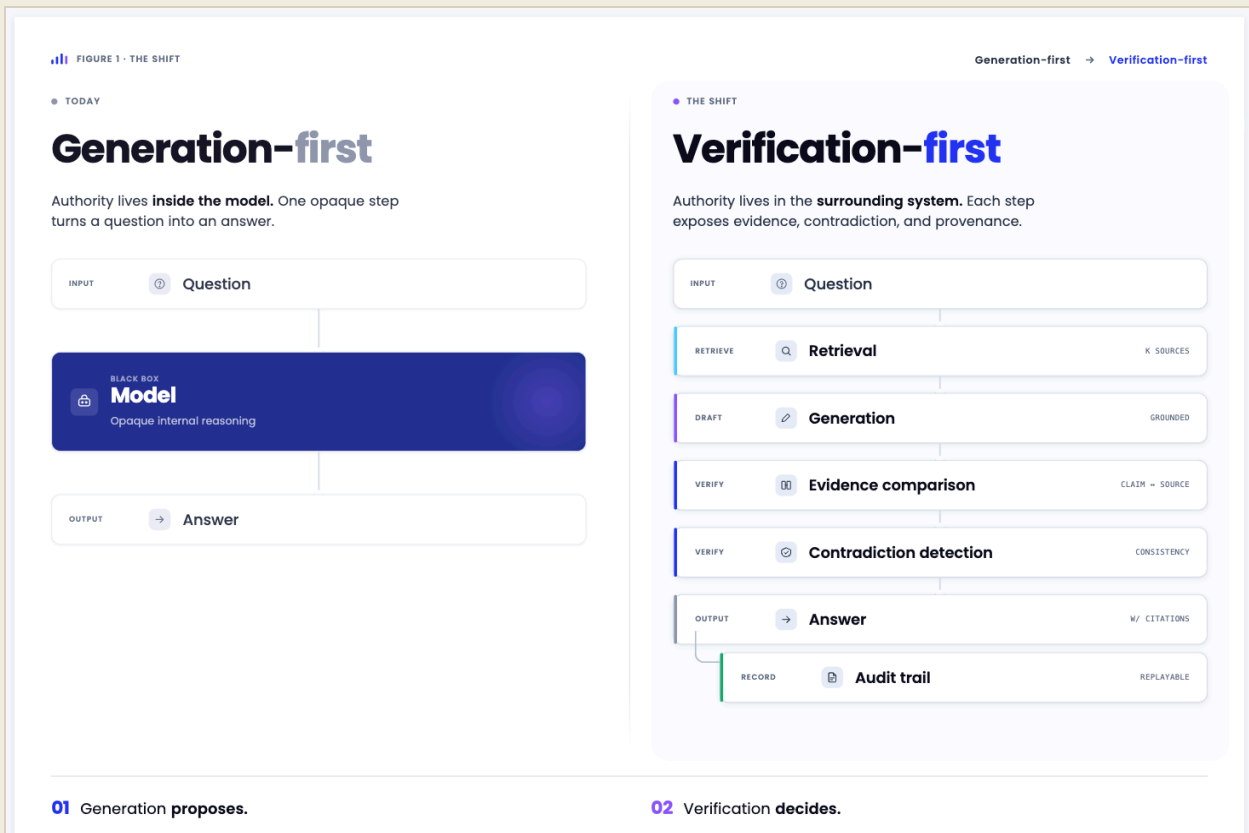 FIGURE 1 · THE SHIFT
Generation-first → Verification-first
TODAY
Generation-first
Authority lives inside the model. One opaque step
turns a question into an answer.
INPUT Question
BLACK BOX
Model
Opaque internal reasoning
OUTPUT → Answer
THE SHIFT
Verification-first
Authority lives in the surrounding system. Each step
exposes evidence, contradiction, and provenance.
INPUT Question
RETRIEVE Retrieval K SOURCES
DRAFT Generation GROUNDED
VERIFY Evidence comparison CLAIM ↔ SOURCE
VERIFY Contradiction detection CONSISTENCY
OUTPUT → Answer W/ CITATIONS
RECORD Audit trail REPLAYABLE
01 Generation proposes.
02 Verification decides.